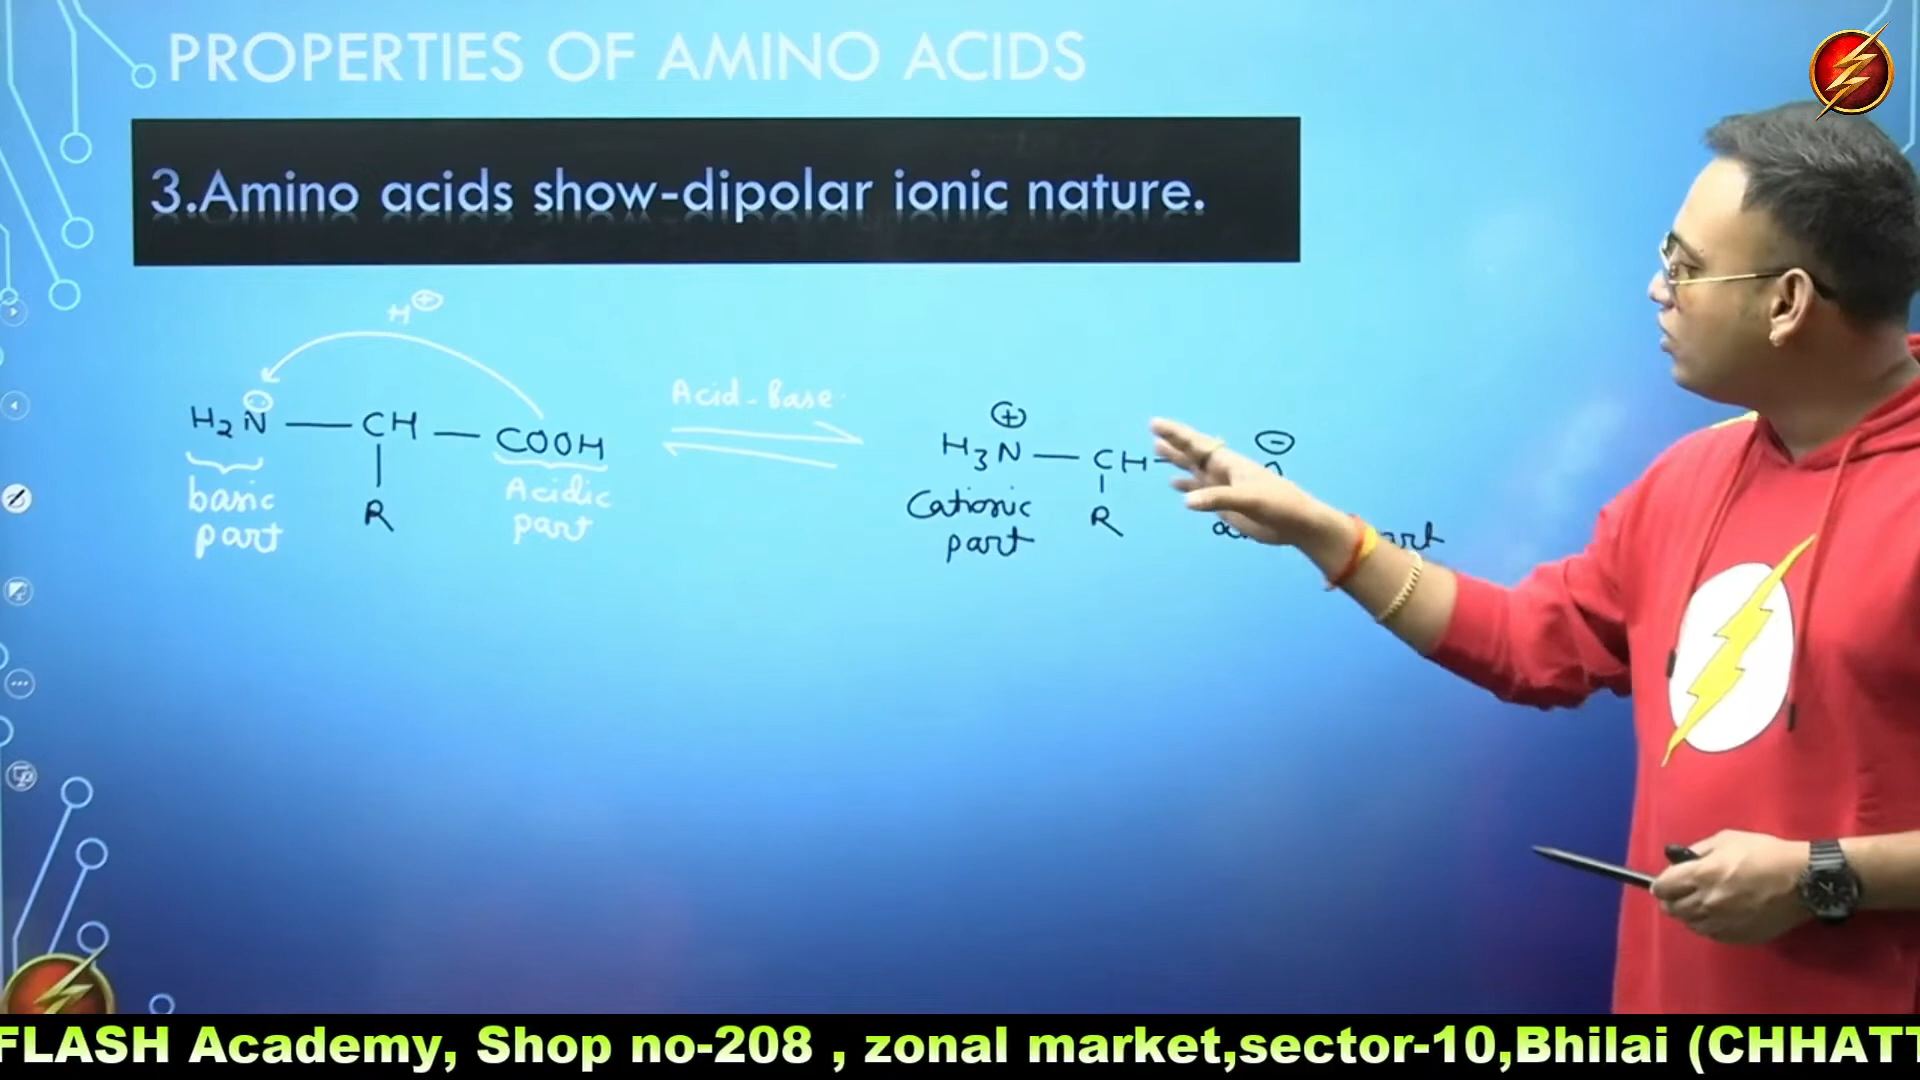 PROPERTIES OF AMINO ACIDS
3.Amino acids show-dipolar ionic nature.
H⊕
H₂N̈ — CH — COOH
R
basic part
Acidic part
Acid-Base
⊕ ⊖
H₃N — CH —
R
Cationic part
FLASH Academy, Shop no-208 , zonal market,sector-10,Bhilai (CHHATT